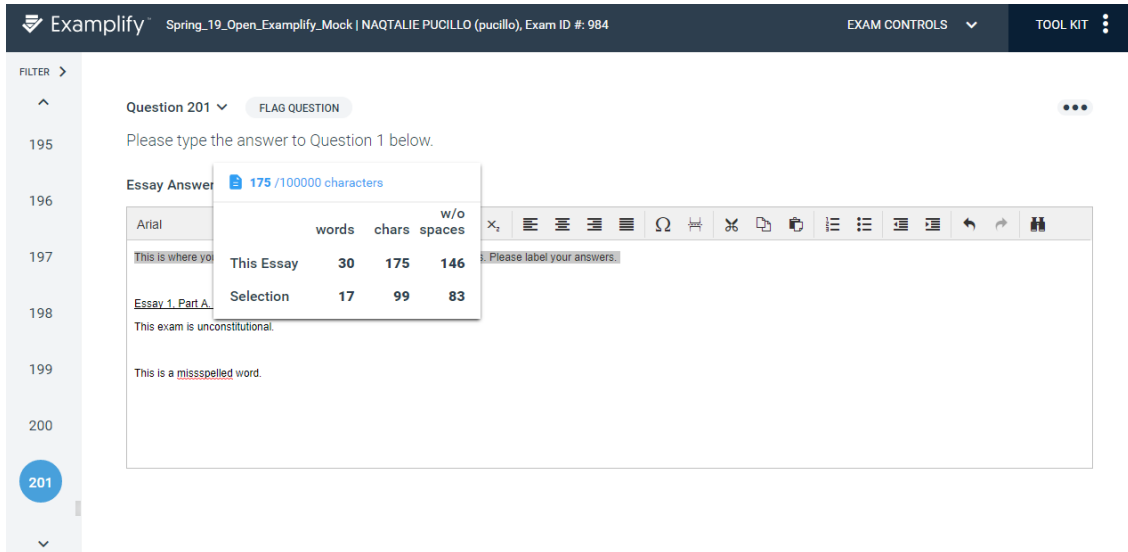 Examplify Spring_19_Open_Examplify_Mock | NAQTALIE PUCILLO (pucillo), Exam ID #: 984 EXAM CONTROLS TOOL KIT
FILTER
Question 201 FLAG QUESTION
195 Please type the answer to Question 1 below.
Essay Answer 175 /100000 characters
196
Arial words chars w/o spaces
197 This is where you s. Please label your answers.
This Essay 30 175 146
Selection 17 99 83
198 Essay 1, Part A.
This exam is unconstitutional.
199 This is a missspelled word.
200
201